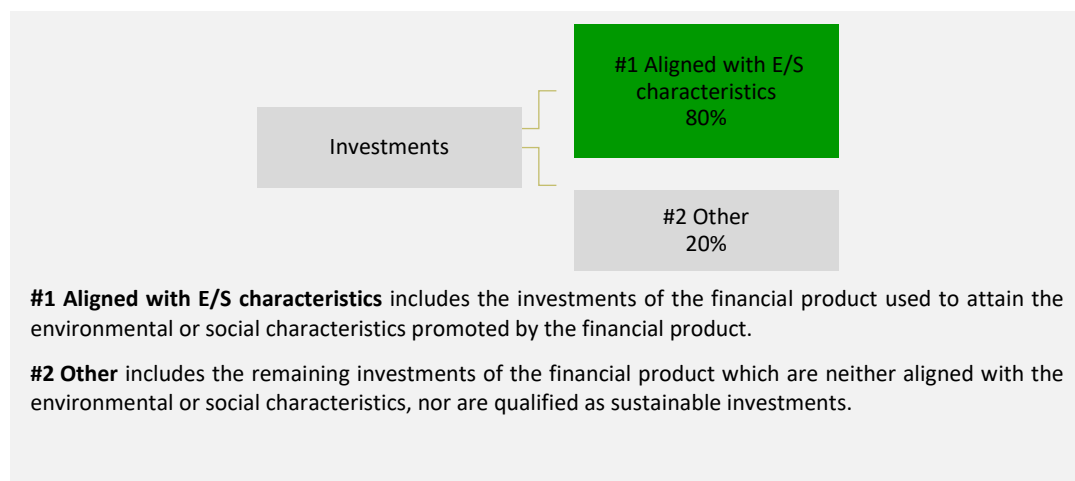 #1 Aligned with E/S
characteristics
80%
Investments
#2 Other
20%
#1 Aligned with E/S characteristics includes the investments of the financial product used to attain the
environmental or social characteristics promoted by the financial product.
#2 Other includes the remaining investments of the financial product which are neither aligned with the
environmental or social characteristics, nor are qualified as sustainable investments.